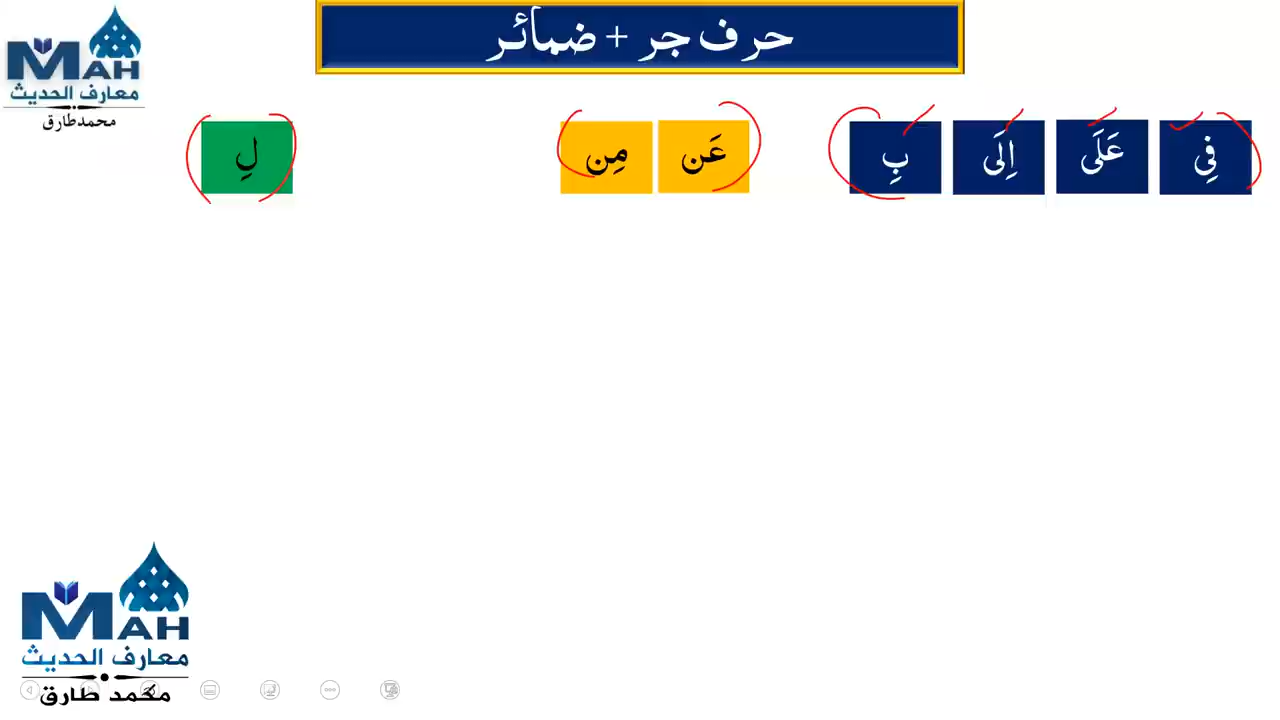 حرف جر + ضمائر
MAH
معارف الحديث
محمد طارق
فِی عَلَی اِلَی بِ عَن مِن لِ
MAH
معارف الحديث
محمد طارق